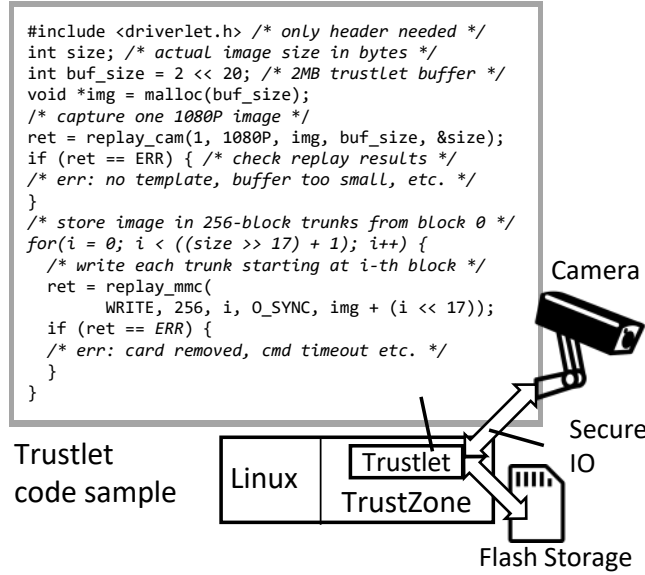 #include <driverlet.h> /* only header needed */
int size; /* actual image size in bytes */
int buf_size = 2 << 20; /* 2MB trustlet buffer */
void *img = malloc(buf_size);
/* capture one 1080P image */
ret = replay_cam(1, 1080P, img, buf_size, &size);
if (ret == ERR) { /* check replay results */
/* err: no template, buffer too small, etc. */
}
/* store image in 256-block trunks from block 0 */
for(i = 0; i < ((size >> 17) + 1); i++) {
  /* write each trunk starting at i-th block */
  ret = replay_mmc(
        WRITE, 256, i, O_SYNC, img + (i << 17));
  if (ret == ERR) {
  /* err: card removed, cmd timeout etc. */
  }
}
Camera
Secure
IO
Trustlet
code sample
Linux
Trustlet
TrustZone
Flash Storage